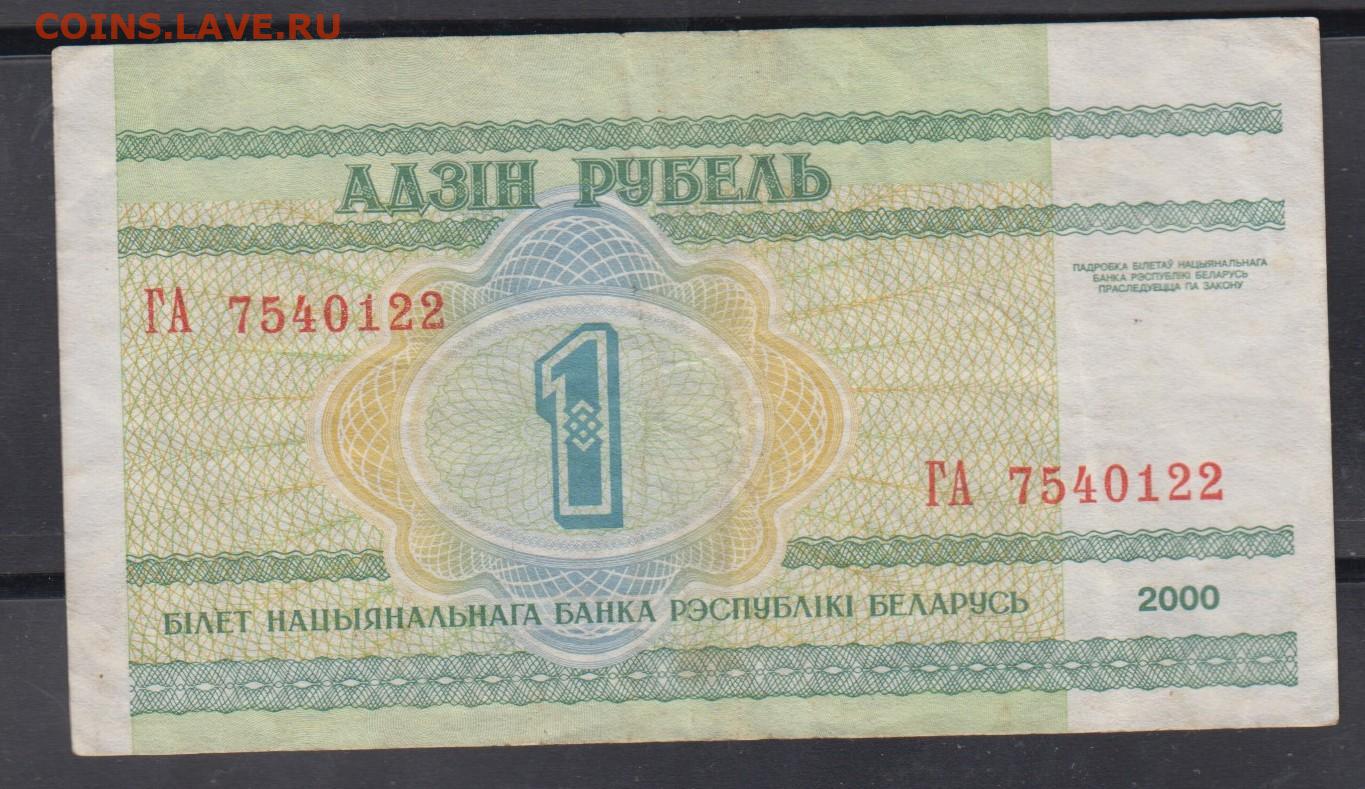 COINS.LAVE.RU
АДЗІН РУБЕЛЬ
ПАДРОБКА БІЛЕТАЎ НАЦЫЯНАЛЬНАГА
БАНКА РЭСПУБЛІКІ БЕЛАРУСЬ
ПРАСЛЕДУЕЦЦА ПА ЗАКОНУ
ГА 7540122
1
ГА 7540122
БІЛЕТ НАЦЫЯНАЛЬНАГА БАНКА РЭСПУБЛІКІ БЕЛАРУСЬ
2000